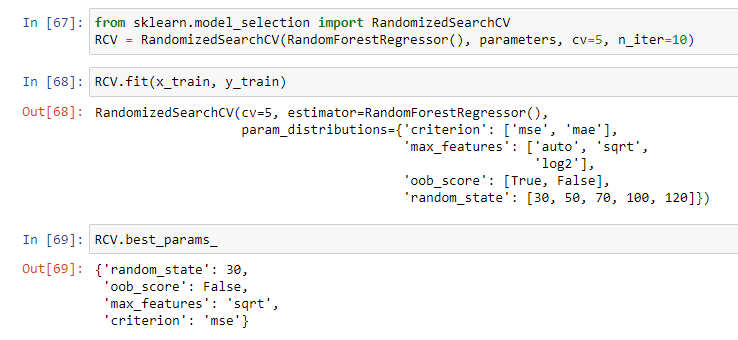 In [67]: from sklearn.model_selection import RandomizedSearchCV
RCV = RandomizedSearchCV(RandomForestRegressor(), parameters, cv=5, n_iter=10)
In [68]: RCV.fit(x_train, y_train)
Out[68]: RandomizedSearchCV(cv=5, estimator=RandomForestRegressor(),
param_distributions={'criterion': ['mse', 'mae'],
'max_features': ['auto', 'sqrt',
'log2'],
'oob_score': [True, False],
'random_state': [30, 50, 70, 100, 120]})
In [69]: RCV.best_params_
Out[69]: {'random_state': 30,
'oob_score': False,
'max_features': 'sqrt',
'criterion': 'mse'}